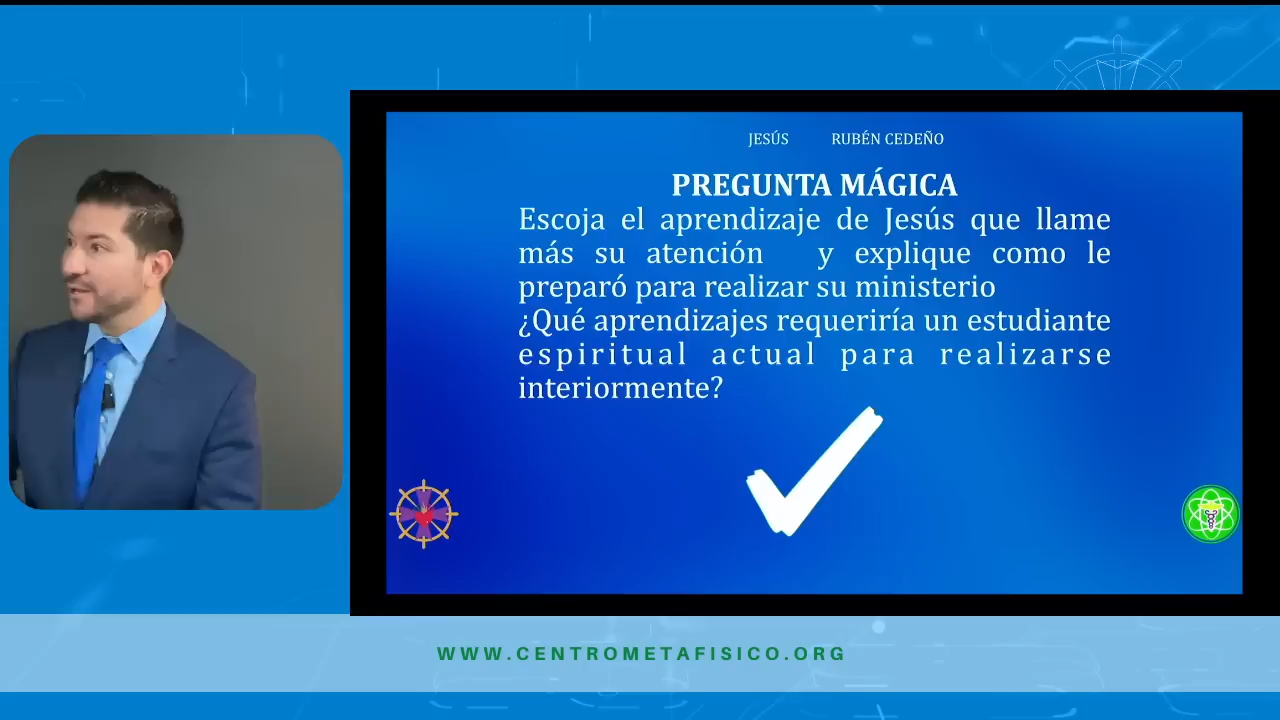 JESÚS RUBÉN CEDEÑO
PREGUNTA MÁGICA
Escoja el aprendizaje de Jesús que llame
más su atención y explique como le
preparó para realizar su ministerio
¿Qué aprendizajes requeriría un estudiante
espiritual actual para realizarse
interiormente?
WWW.CENTROMETAFISICO.ORG